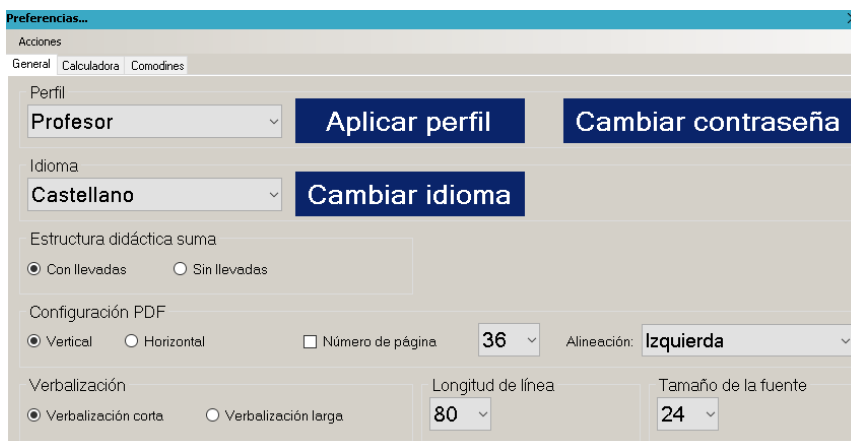 Preferencias...
Acciones
General Calculadora Comodines
Perfil
Profesor Aplicar perfil Cambiar contraseña
Idioma
Castellano Cambiar idioma
Estructura didáctica suma
Con llevadas Sin llevadas
Configuración PDF
Vertical Horizontal Número de página 36 Alineación: Izquierda
Verbalización Longitud de línea Tamaño de la fuente
Verbalización corta Verbalización larga 80 24